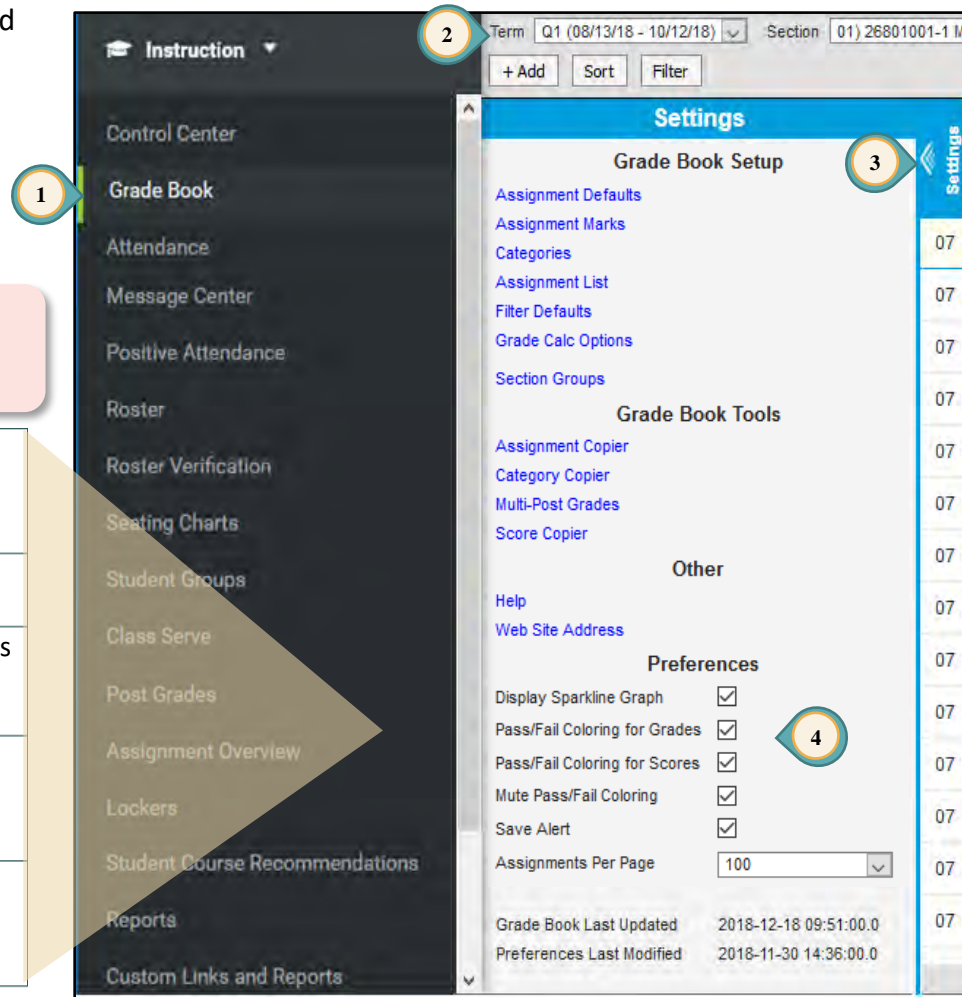 d
Instruction
Control Center
1
Grade Book
Attendance
Message Center
Positive Attendance
Roster
Roster Verification
Seating Charts
Student Groups
Class Serve
s
Post Grades
Assignment Overview
Lockers
Student Course Recommendations
Reports
Custom Links and Reports
2
Term Q1 (08/13/18 - 10/12/18) Section 01) 26801001-1 M
+ Add Sort Filter
Settings
Grade Book Setup
3
Settings
Assignment Defaults
Assignment Marks
Categories
Assignment List
Filter Defaults
Grade Calc Options
Section Groups
Grade Book Tools
Assignment Copier
Category Copier
Multi-Post Grades
Score Copier
Other
Help
Web Site Address
Preferences
Display Sparkline Graph
Pass/Fail Coloring for Grades
4
Pass/Fail Coloring for Scores
Mute Pass/Fail Coloring
Save Alert
Assignments Per Page 100
Grade Book Last Updated 2018-12-18 09:51:00.0
Preferences Last Modified 2018-11-30 14:36:00.0
07
07
07
07
07
07
07
07
07
07
07
07
07
07